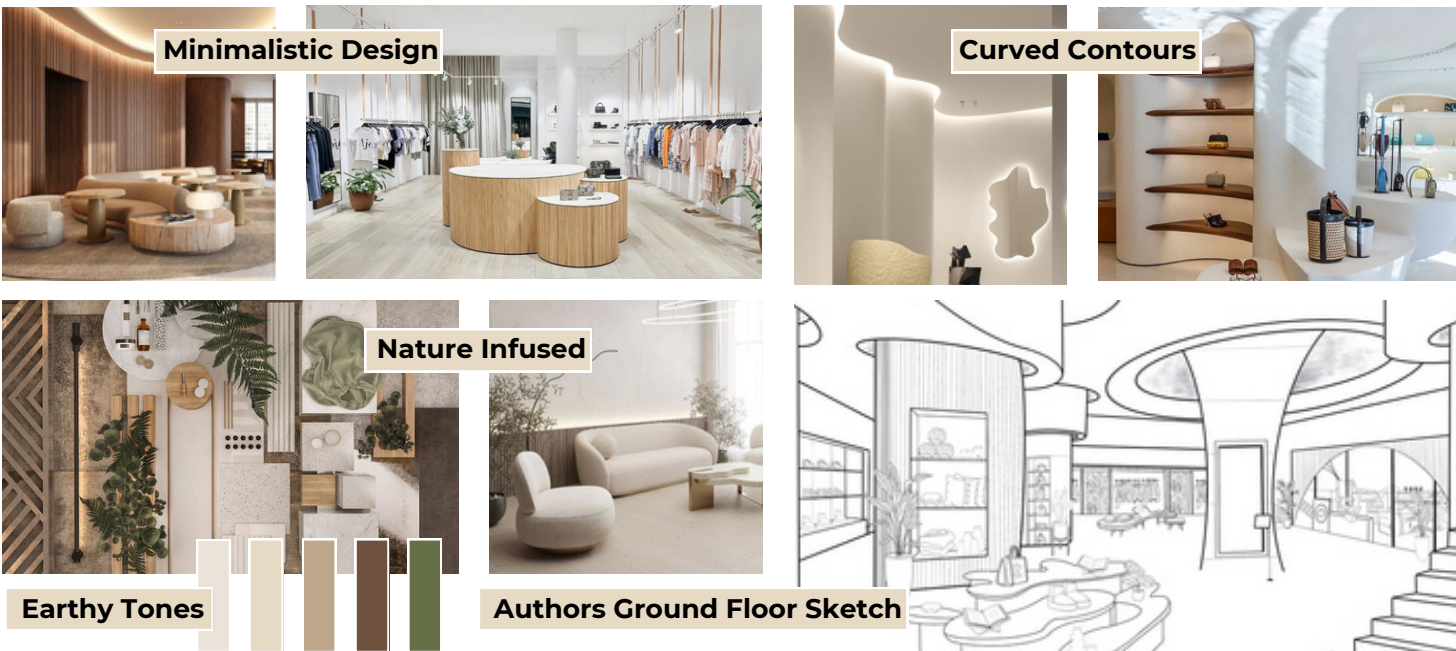 Minimalistic Design
Curved Contours
Nature Infused
Earthy Tones
Authors Ground Floor Sketch